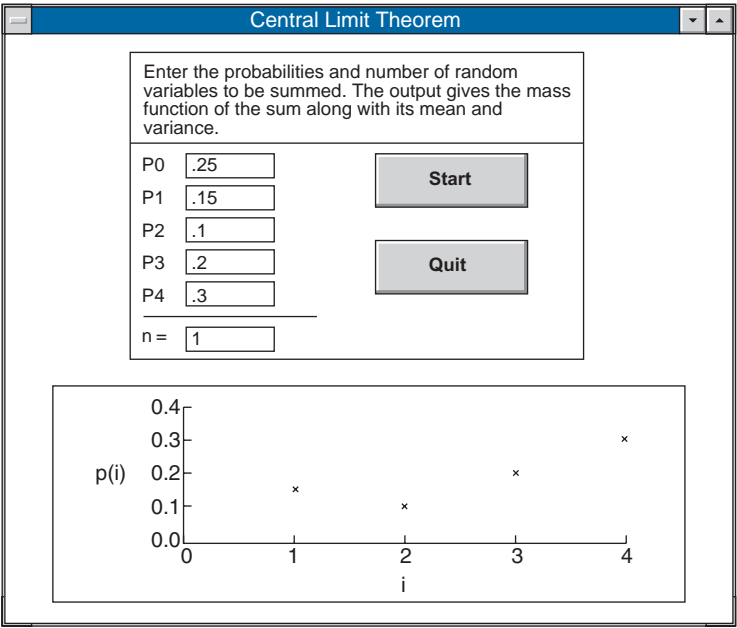 Central Limit Theorem
Enter the probabilities and number of random
variables to be summed. The output gives the mass
function of the sum along with its mean and
variance.
P0 .25
P1 .15
P2 .1
P3 .2
P4 .3
n = 1
Start
Quit
0.4
0.3
p(i) 0.2
0.1
0.0
0 1 2 3 4
i